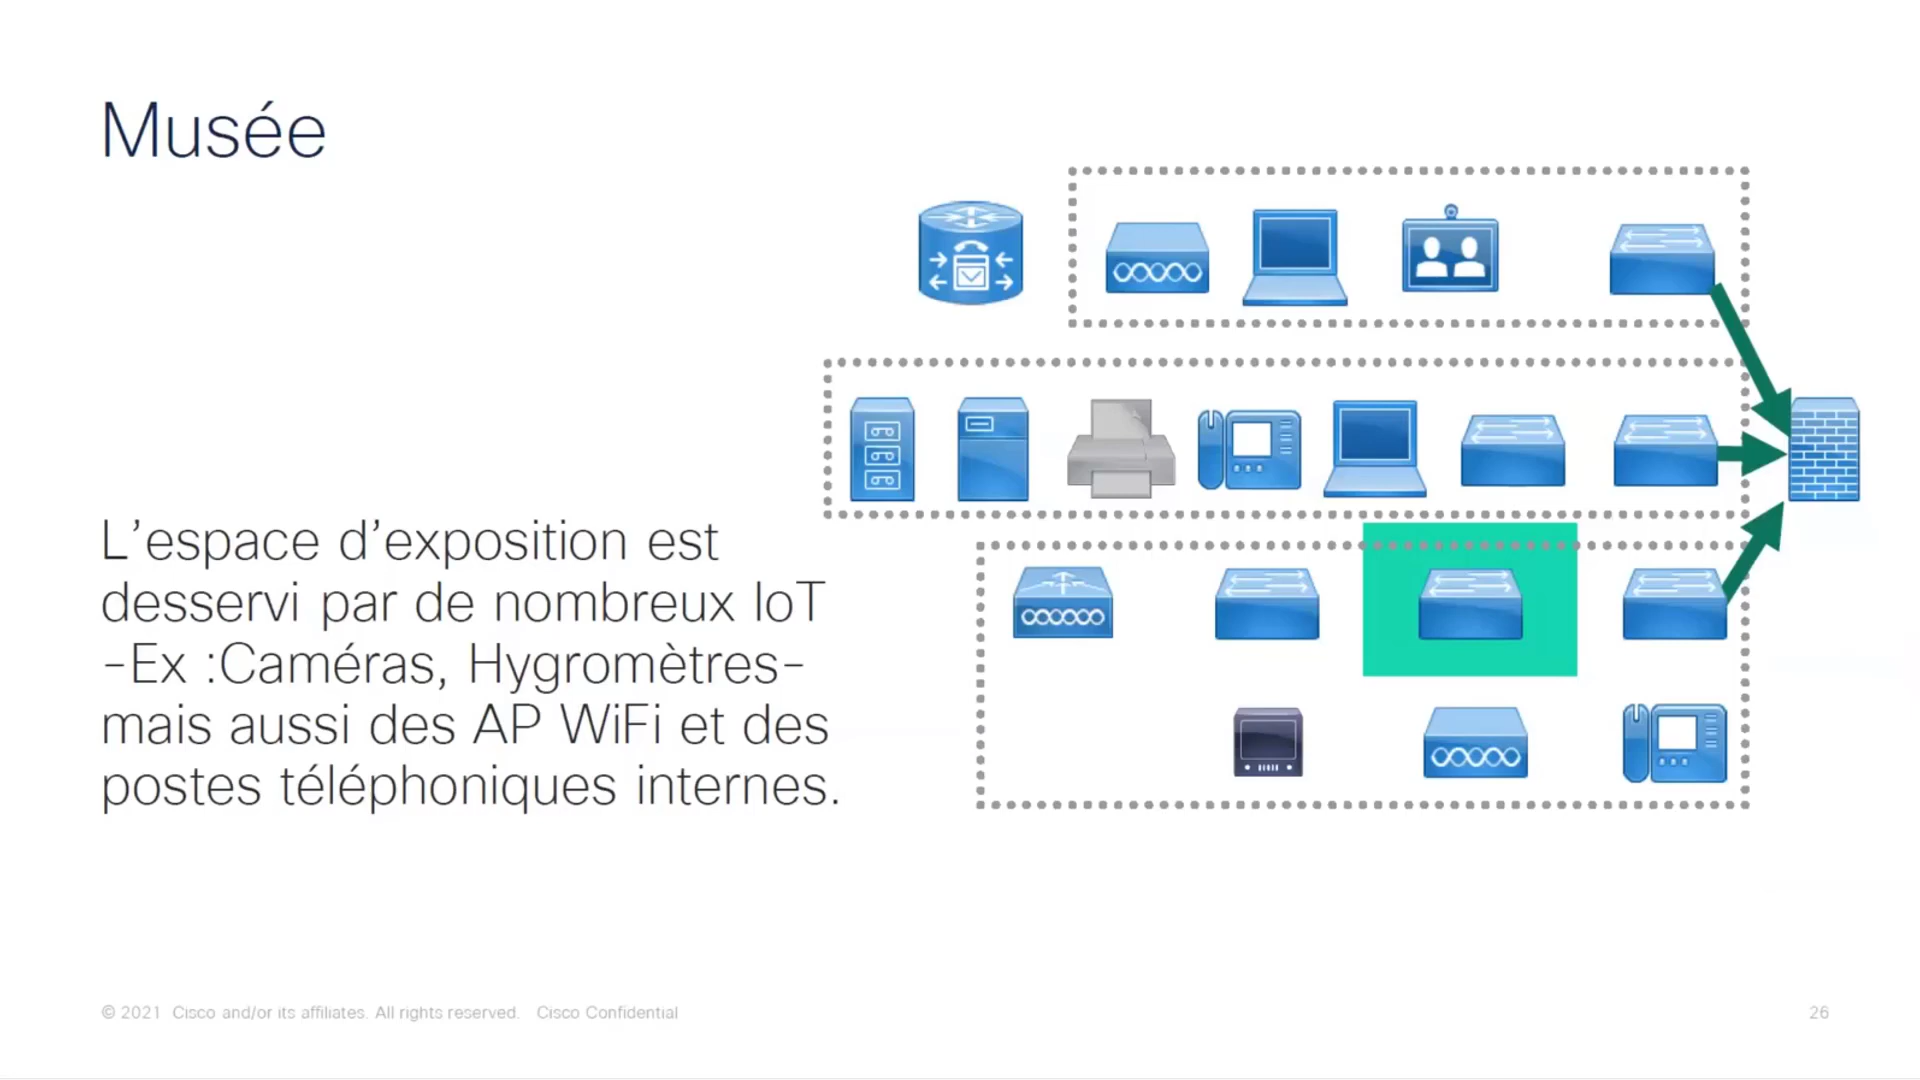 Musée
L’espace d’exposition est
desservi par de nombreux IoT
-Ex :Caméras, Hygromètres-
mais aussi des AP WiFi et des
postes téléphoniques internes.
© 2021 Cisco and/or its affiliates. All rights reserved. Cisco Confidential
26